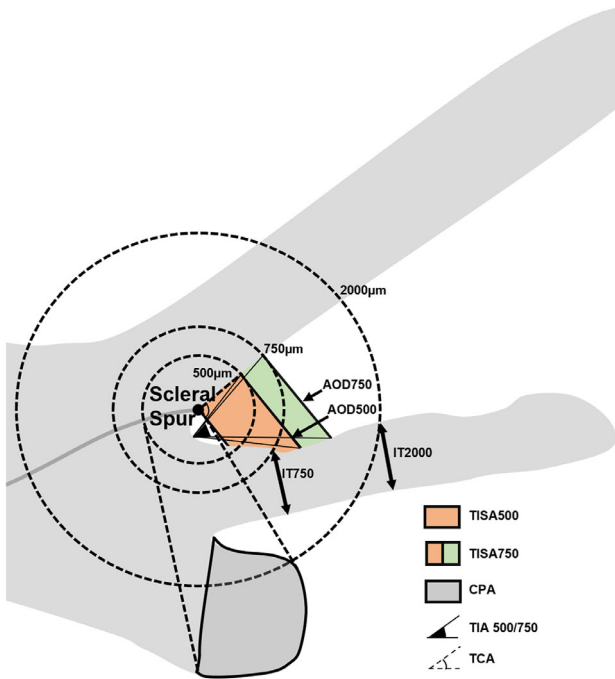 2000µm
750µm
500µm
Scleral
Spur
AOD750
AOD500
IT750
IT2000
TISA500
TISA750
CPA
TIA 500/750
TCA